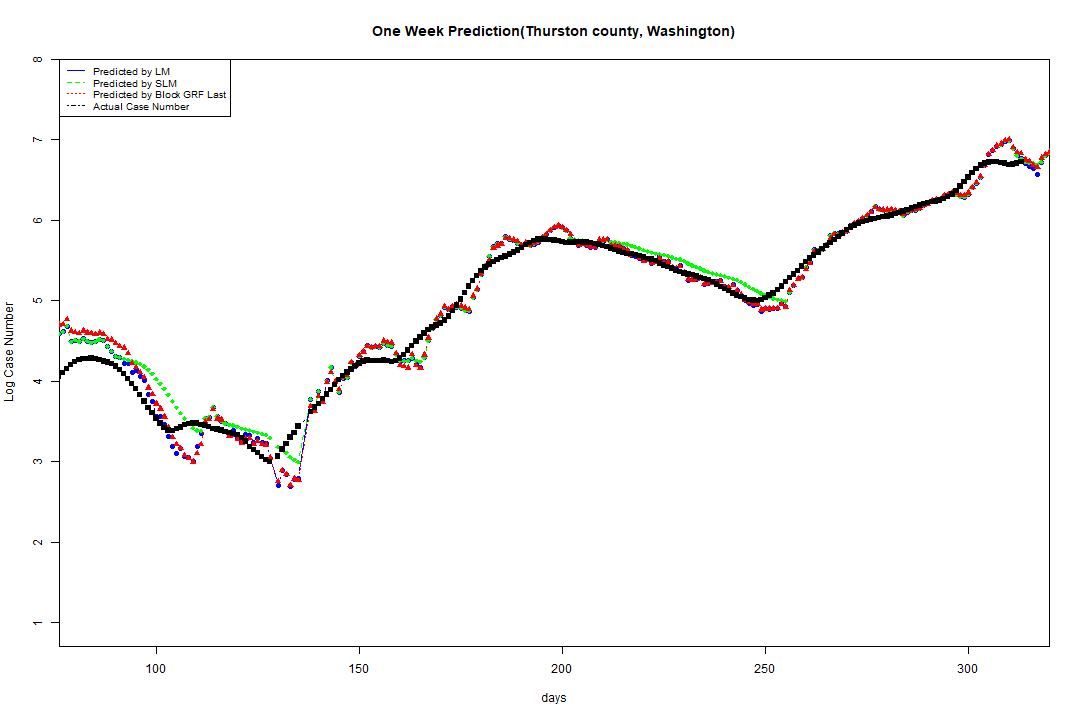 One Week Prediction(Thurston county, Washington)
Predicted by LM
Predicted by SLM
Predicted by Block GRF Last
Actual Case Number
8
7
6
5
4
3
2
1
Log Case Number
100 150 200 250 300
days